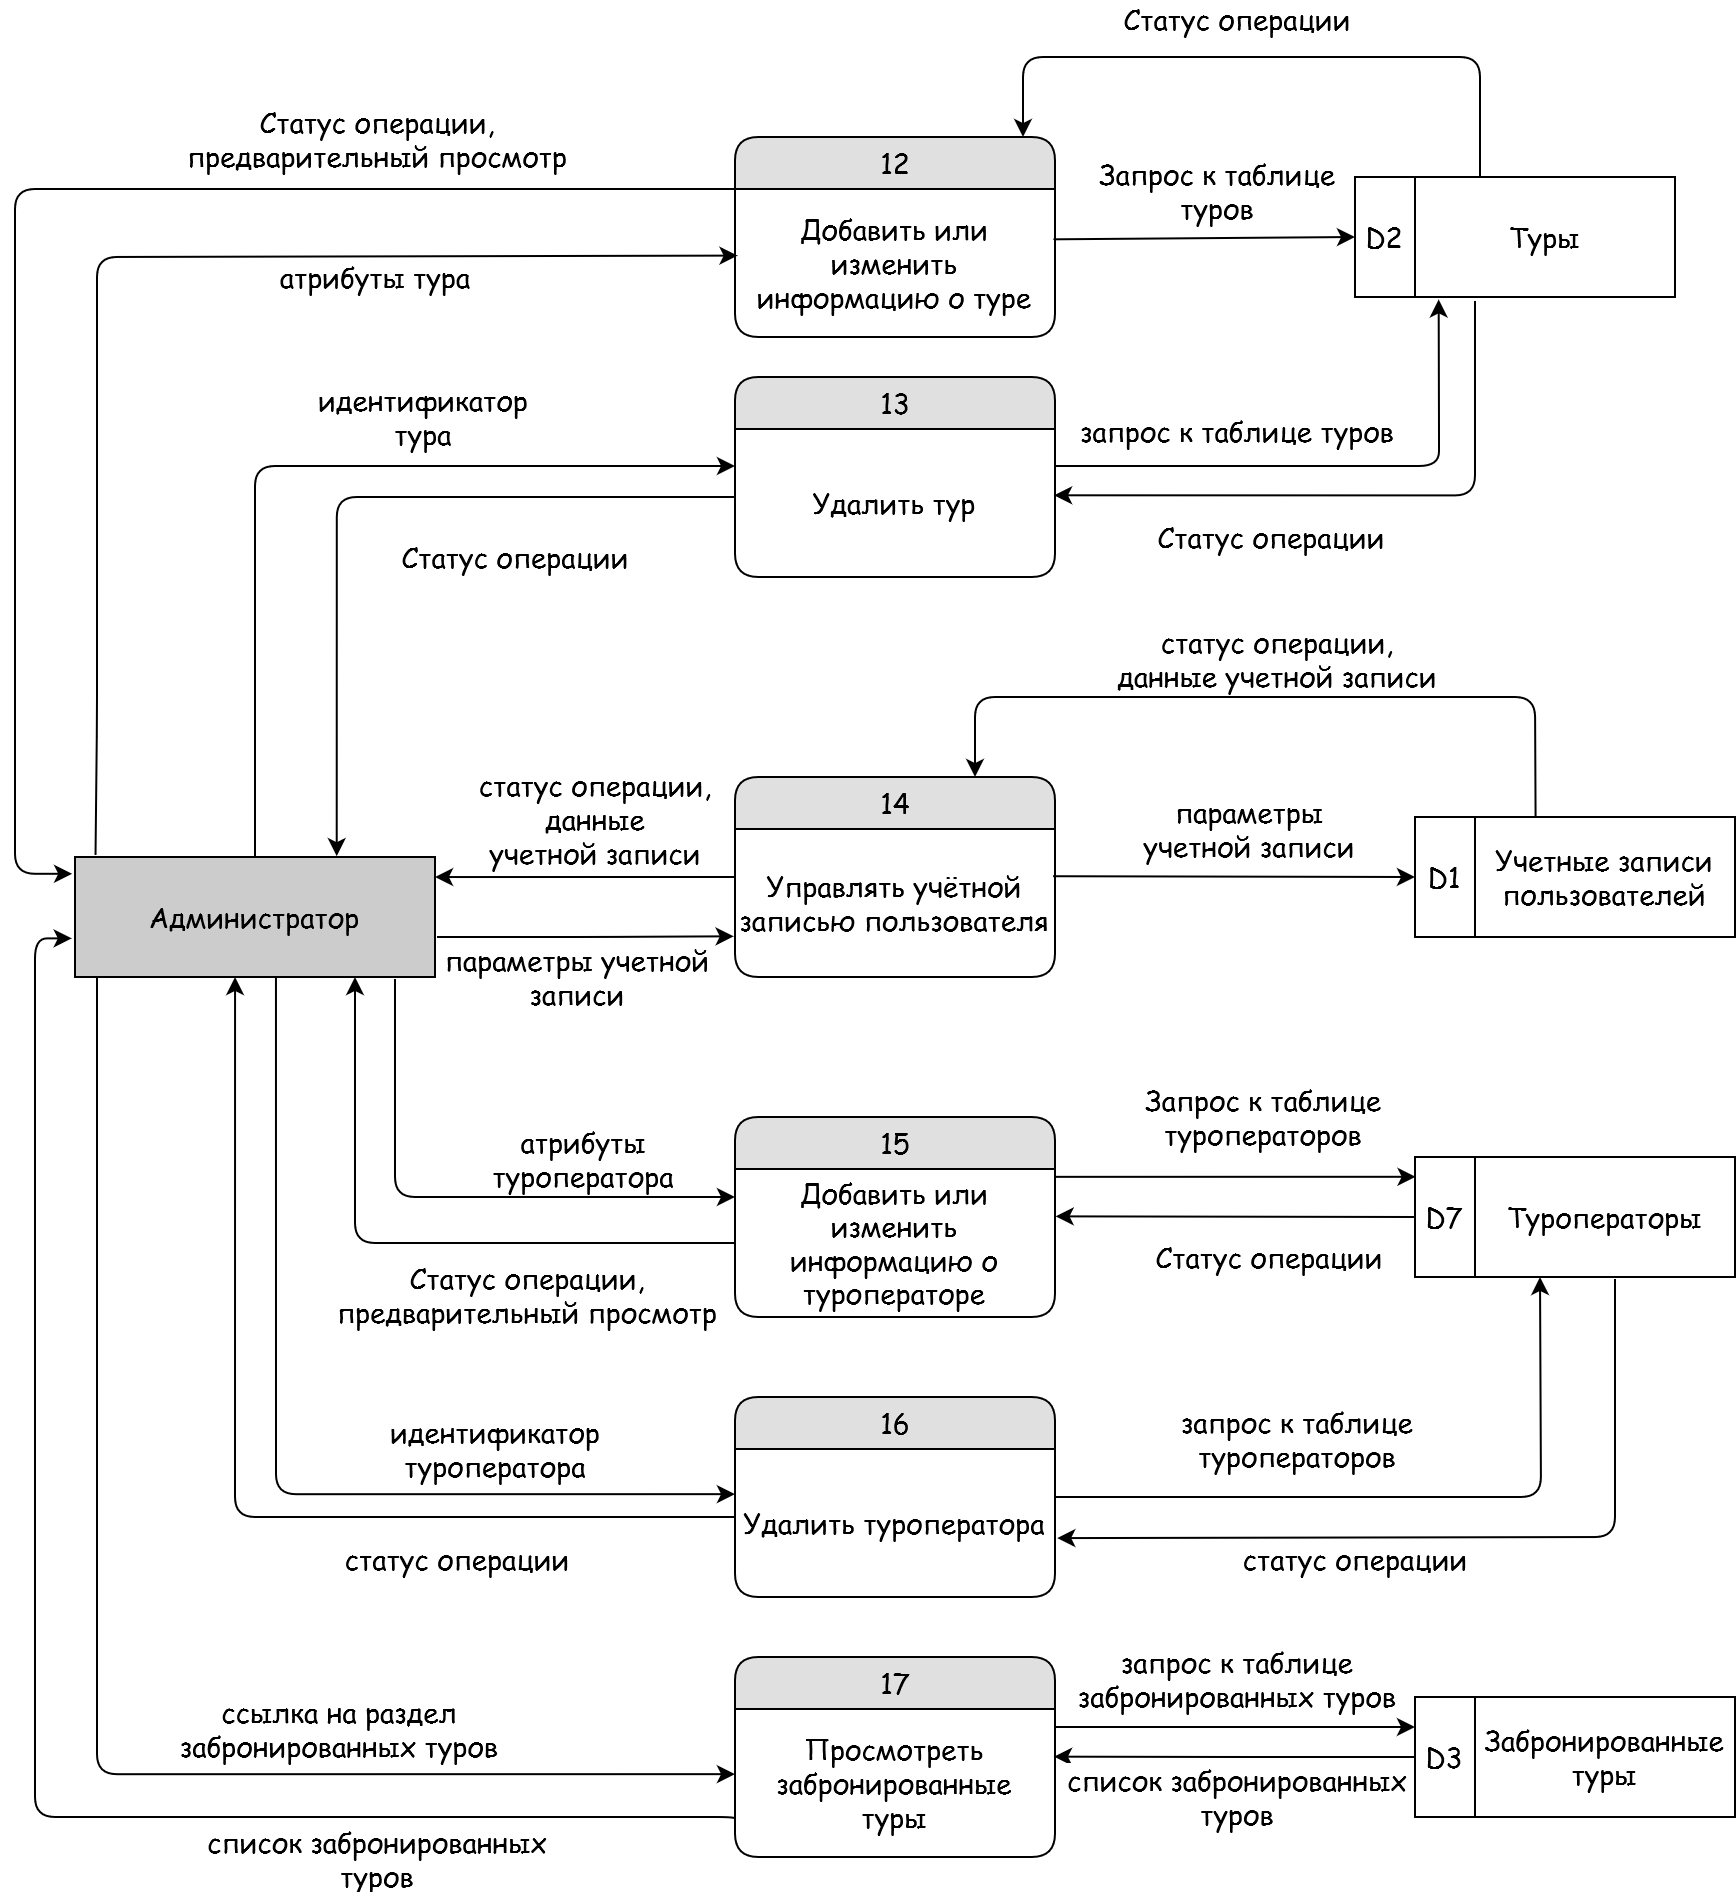 Статус операции
Статус операции,
предварительный просмотр
12
Запрос к таблице
туров
Добавить или
изменить
информацию о туре
D2
Туры
атрибуты тура
идентификатор
тура
13
запрос к таблице туров
Удалить тур
Статус операции
Статус операции
статус операции,
данные учетной записи
статус операции,
данные
учетной записи
14
параметры
учетной записи
Управлять учётной
записью пользователя
D1
Учетные записи
пользователей
Администратор
параметры учетной
записи
Запрос к таблице
туроператоров
атрибуты
туроператора
15
Добавить или
изменить
информацию о
туроператоре
D7
Туроператоры
Статус операции
Статус операции,
предварительный просмотр
16
запрос к таблице
туроператоров
идентификатор
туроператора
Удалить туроператора
статус операции
статус операции
17
запрос к таблице
забронированных туров
ссылка на раздел
забронированных туров
Просмотреть
забронированные
туры
D3
Забронированные
туры
список забронированных
туров
список забронированных
туров